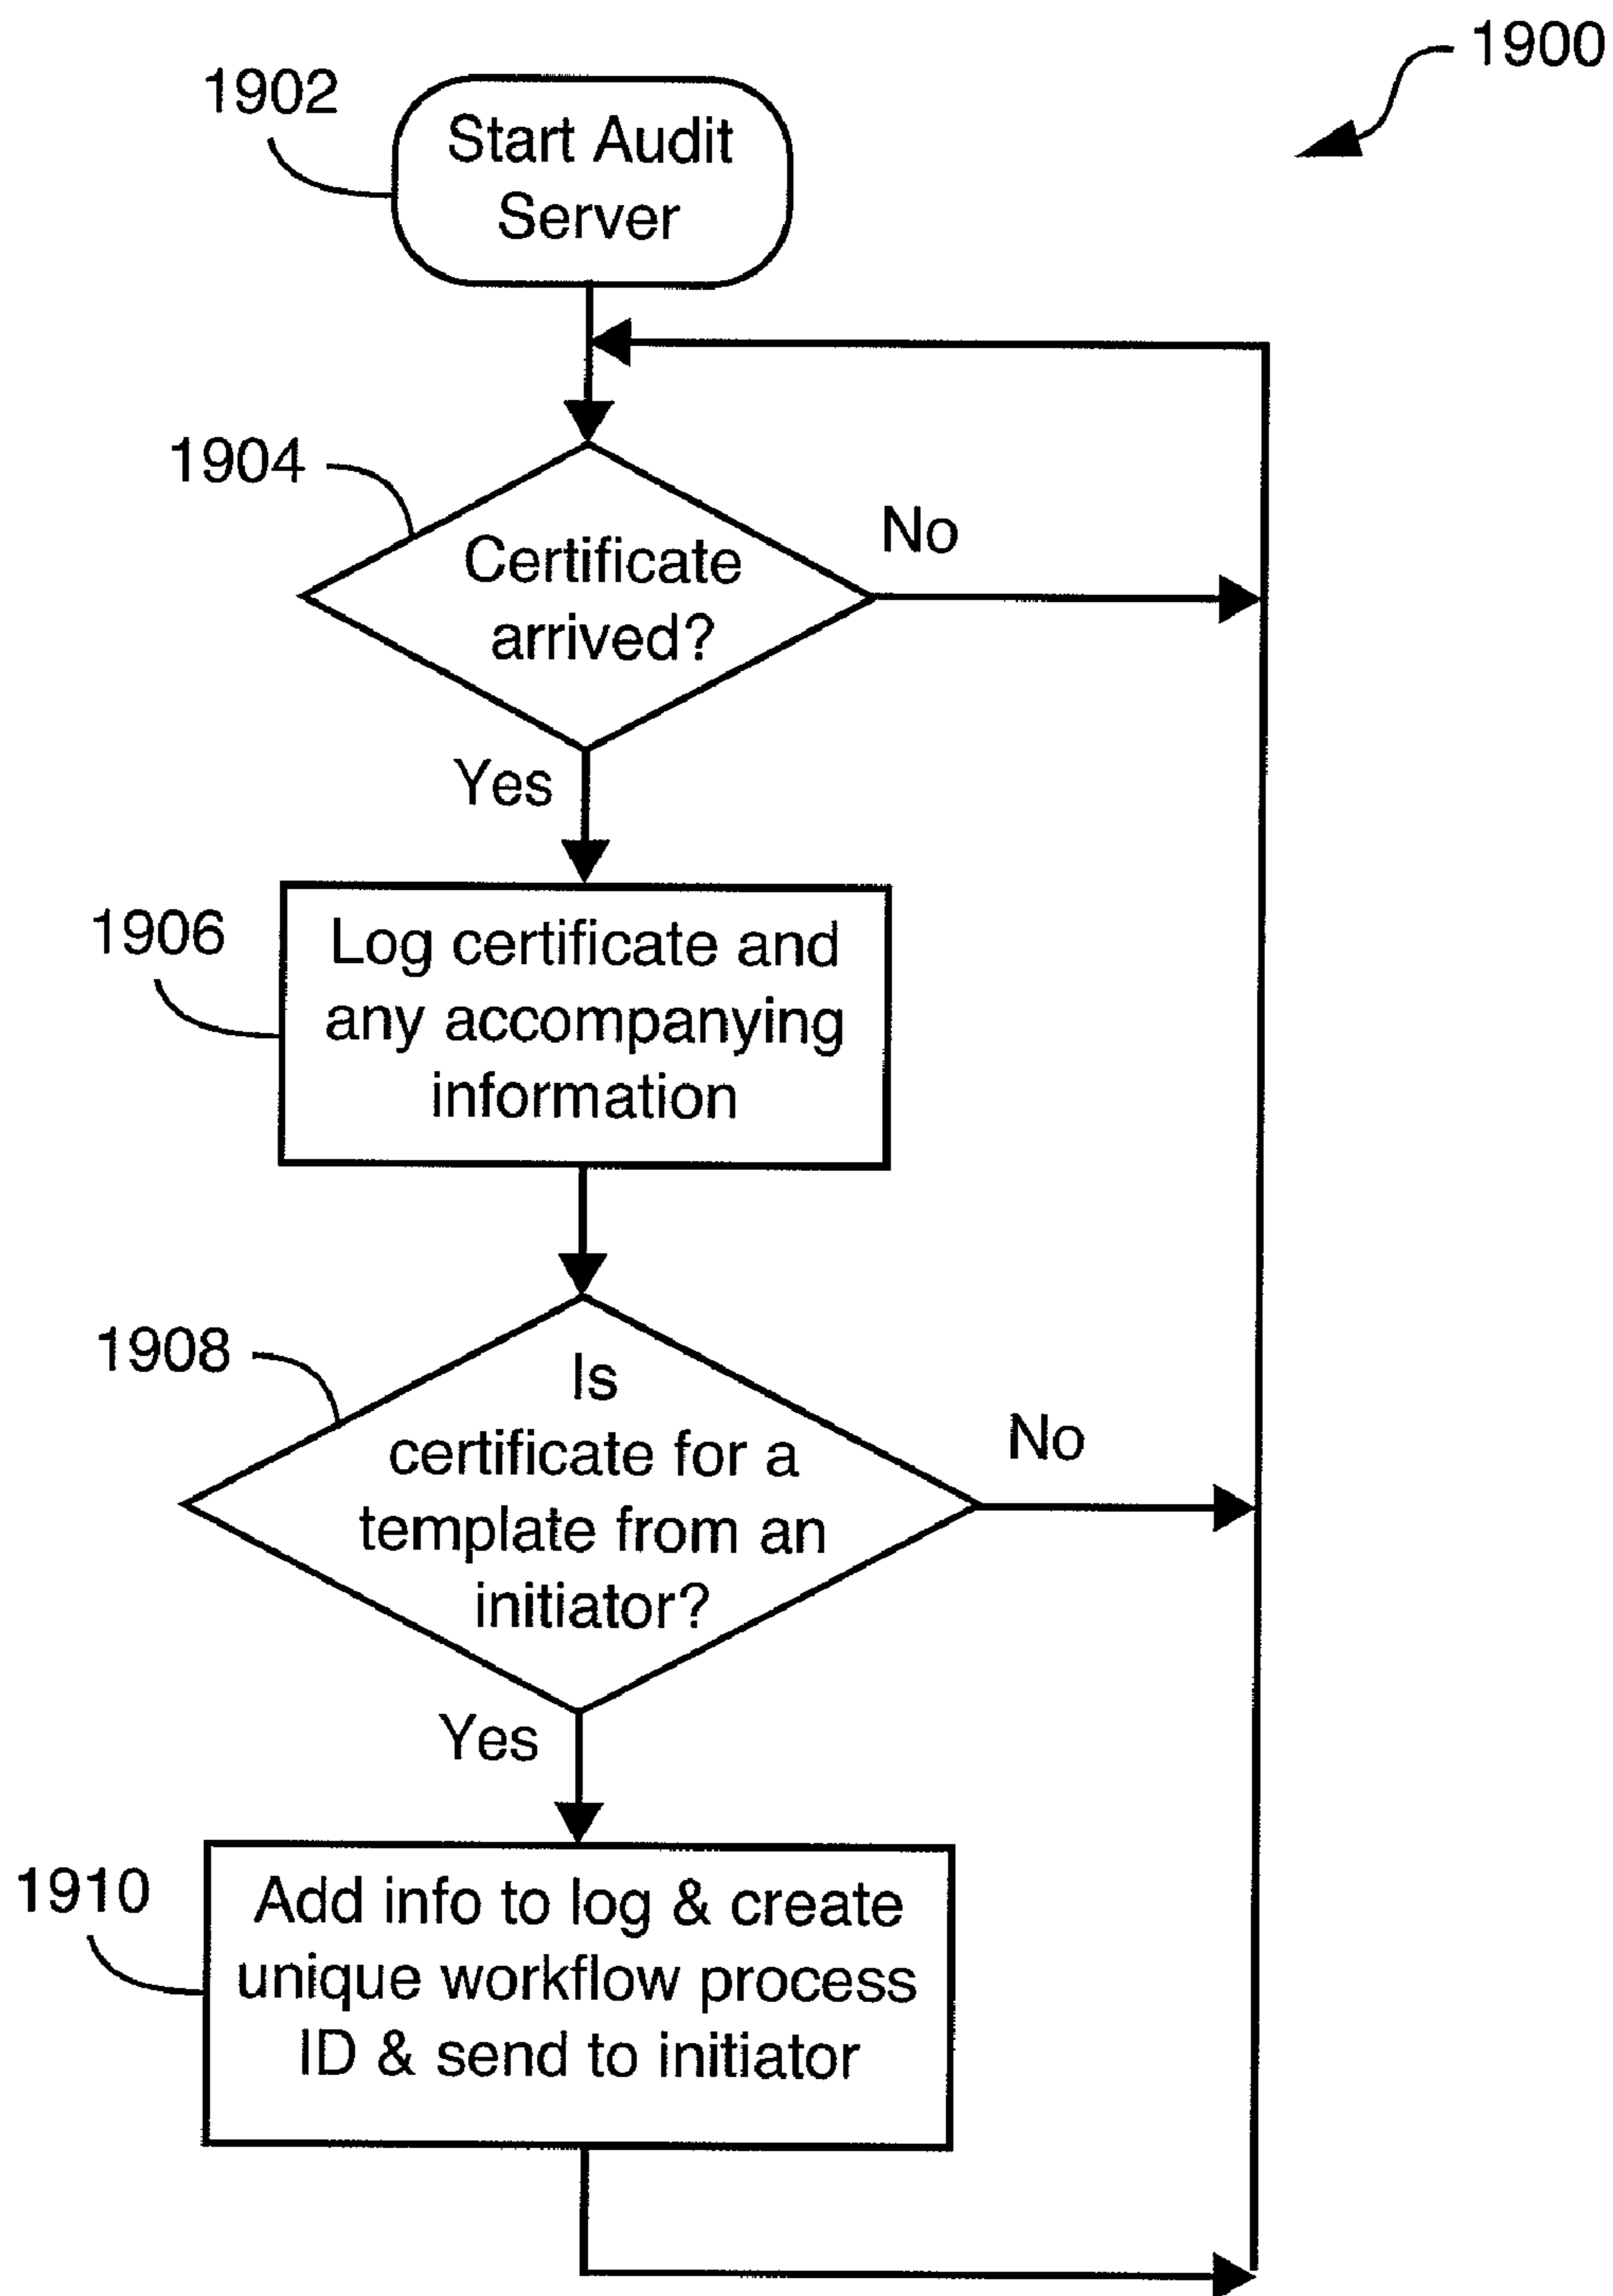 1900
1902
Start Audit
Server
1904
Certificate
arrived?
No
Yes
1906
Log certificate and
any accompanying
information
1908
Is
certificate for a
template from an
initiator?
No
Yes
1910
Add info to log & create
unique workflow process
ID & send to initiator